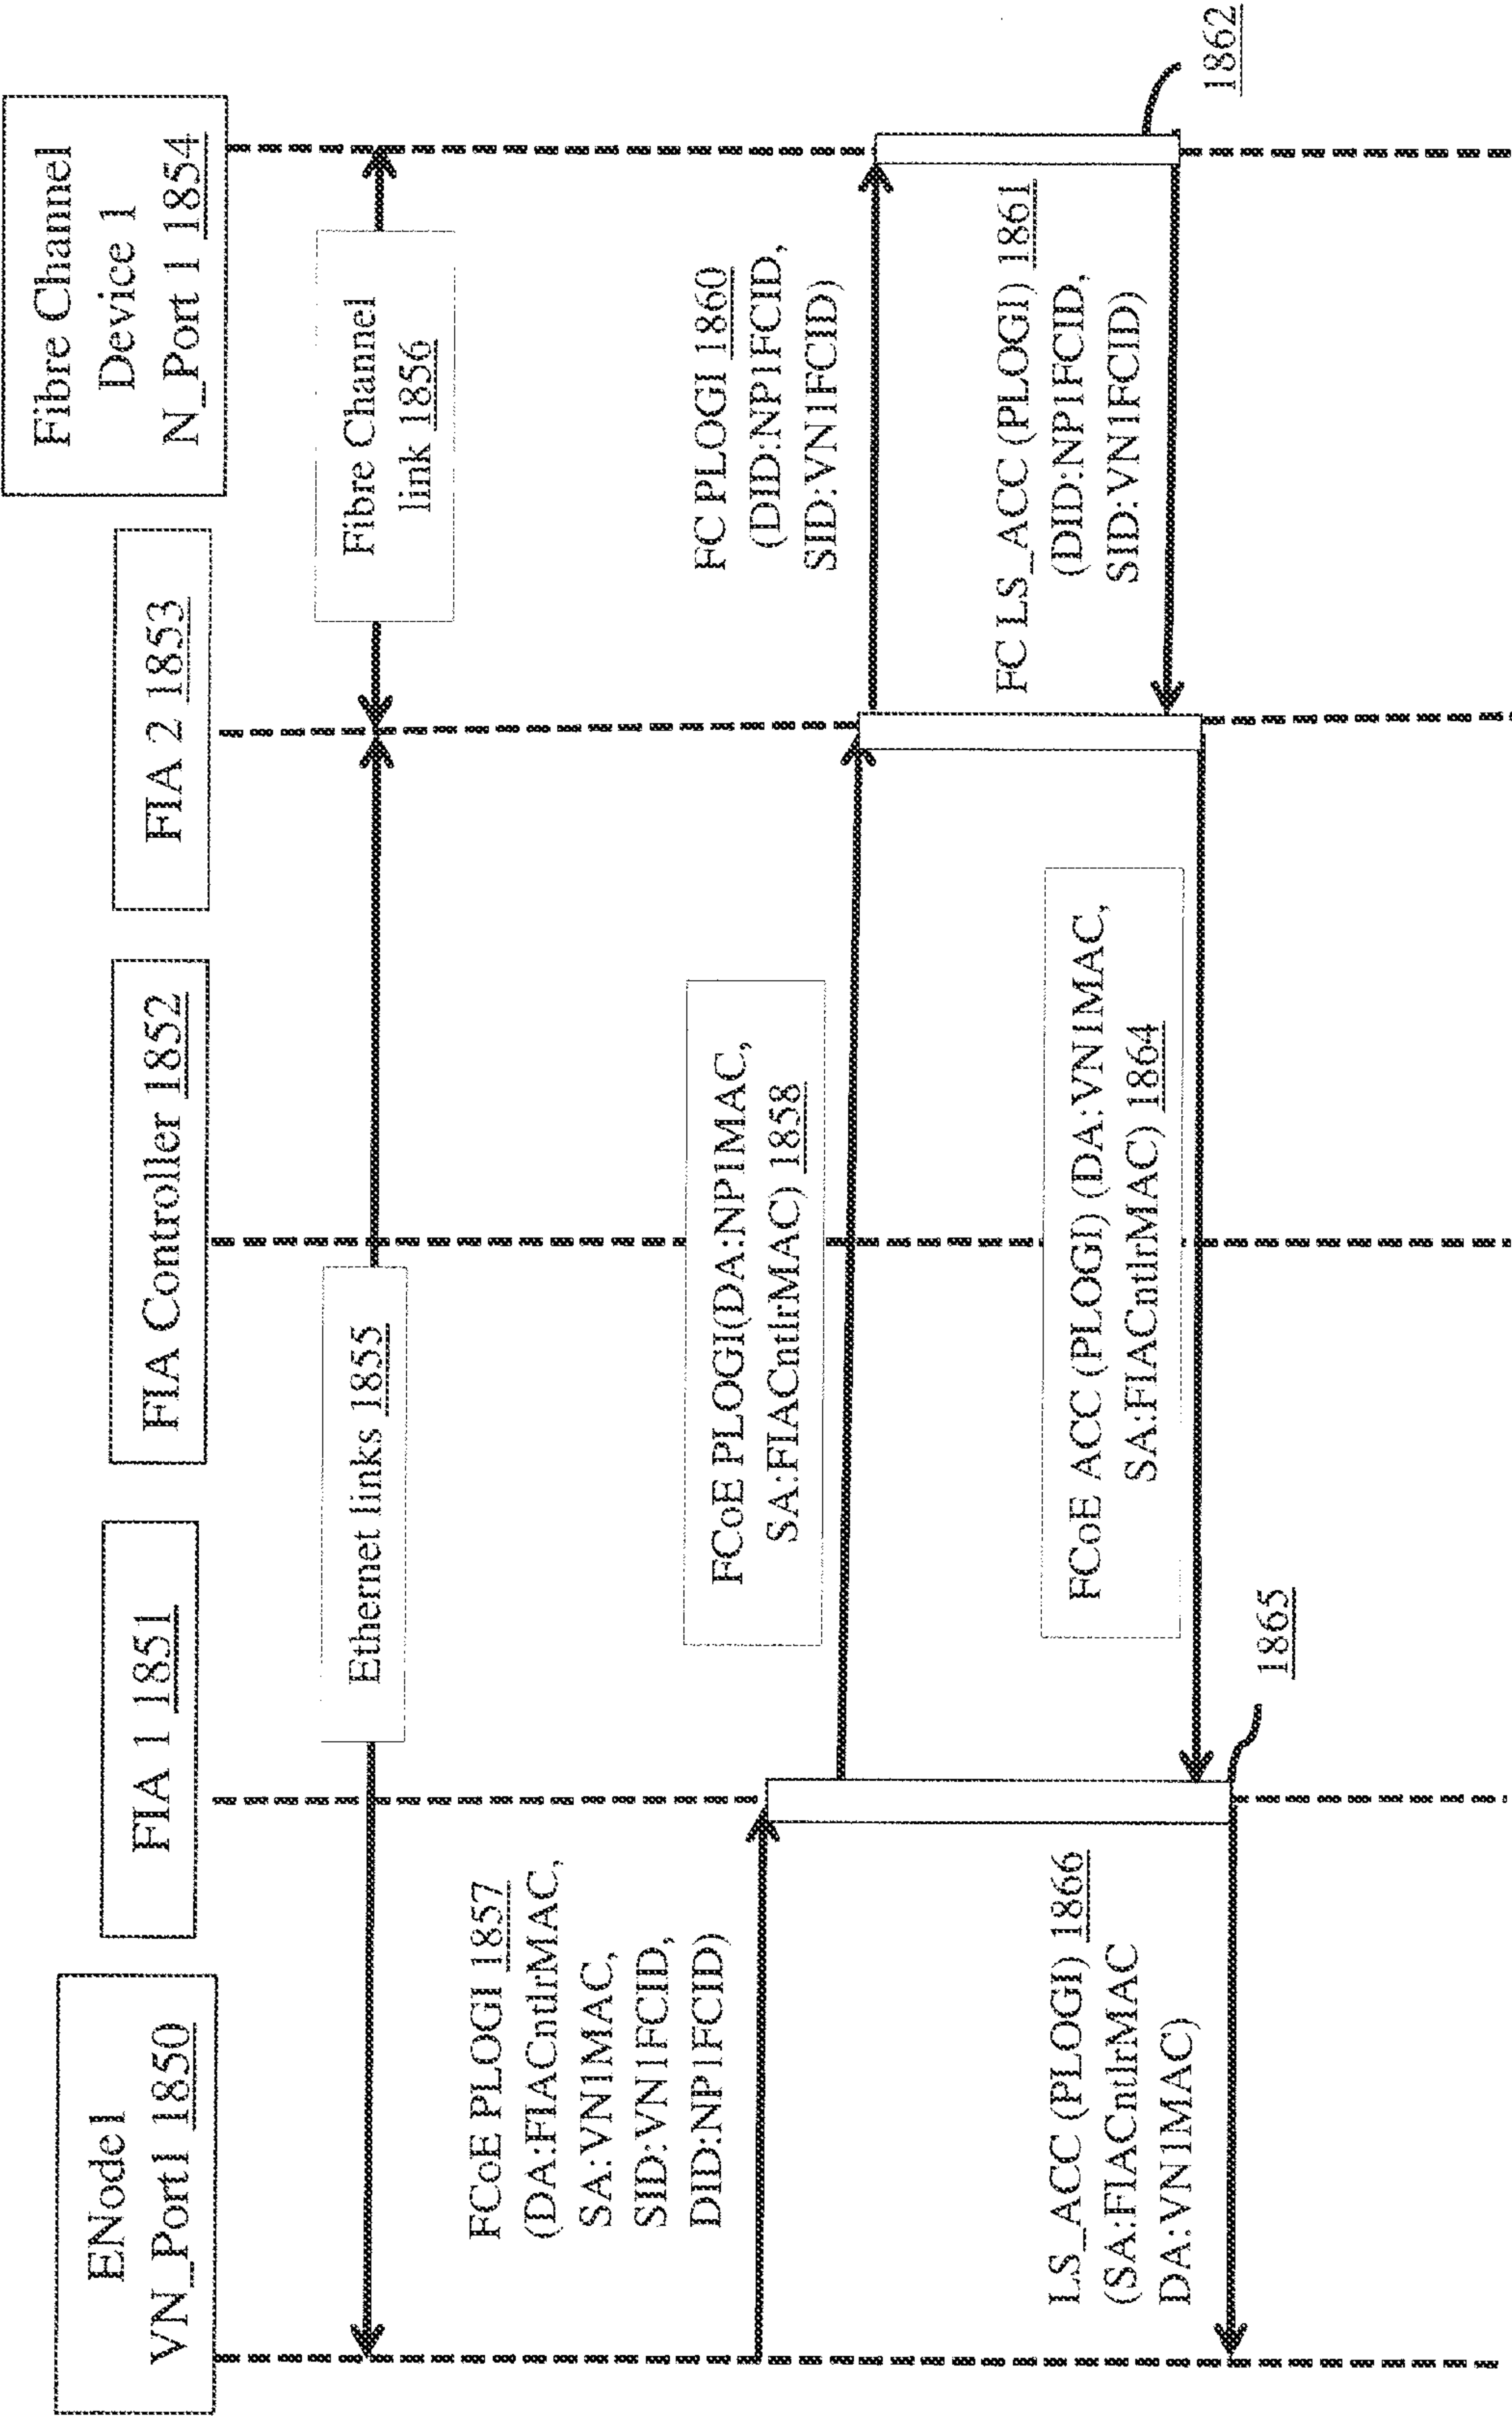 ENode1
VN_Port1 1850
FIA 1 1851
FIA Controller 1852
FIA 2 1853
Fibre Channel
Device 1
N_Port 1 1854
Ethernet links 1855
Fibre Channel
link 1856
FCoE PLOGI 1857
(DA:FIACntlrMAC,
SA:VN1MAC,
SID:VN1FCID,
DID:NP1FCID)
FCoE PLOGI(DA:NP1MAC,
SA:FIACntlrMAC) 1858
FC PLOGI 1860
(DID:NP1FCID,
SID:VN1FCID)
FC LS_ACC (PLOGI) 1861
(DID:NP1FCID,
SID:VN1FCID)
1862
FCoE ACC (PLOGI) (DA:VN1MAC,
SA:FIACntlrMAC) 1864
1865
LS_ACC (PLOGI) 1866
(SA:FIACntlrMAC
DA:VN1MAC)